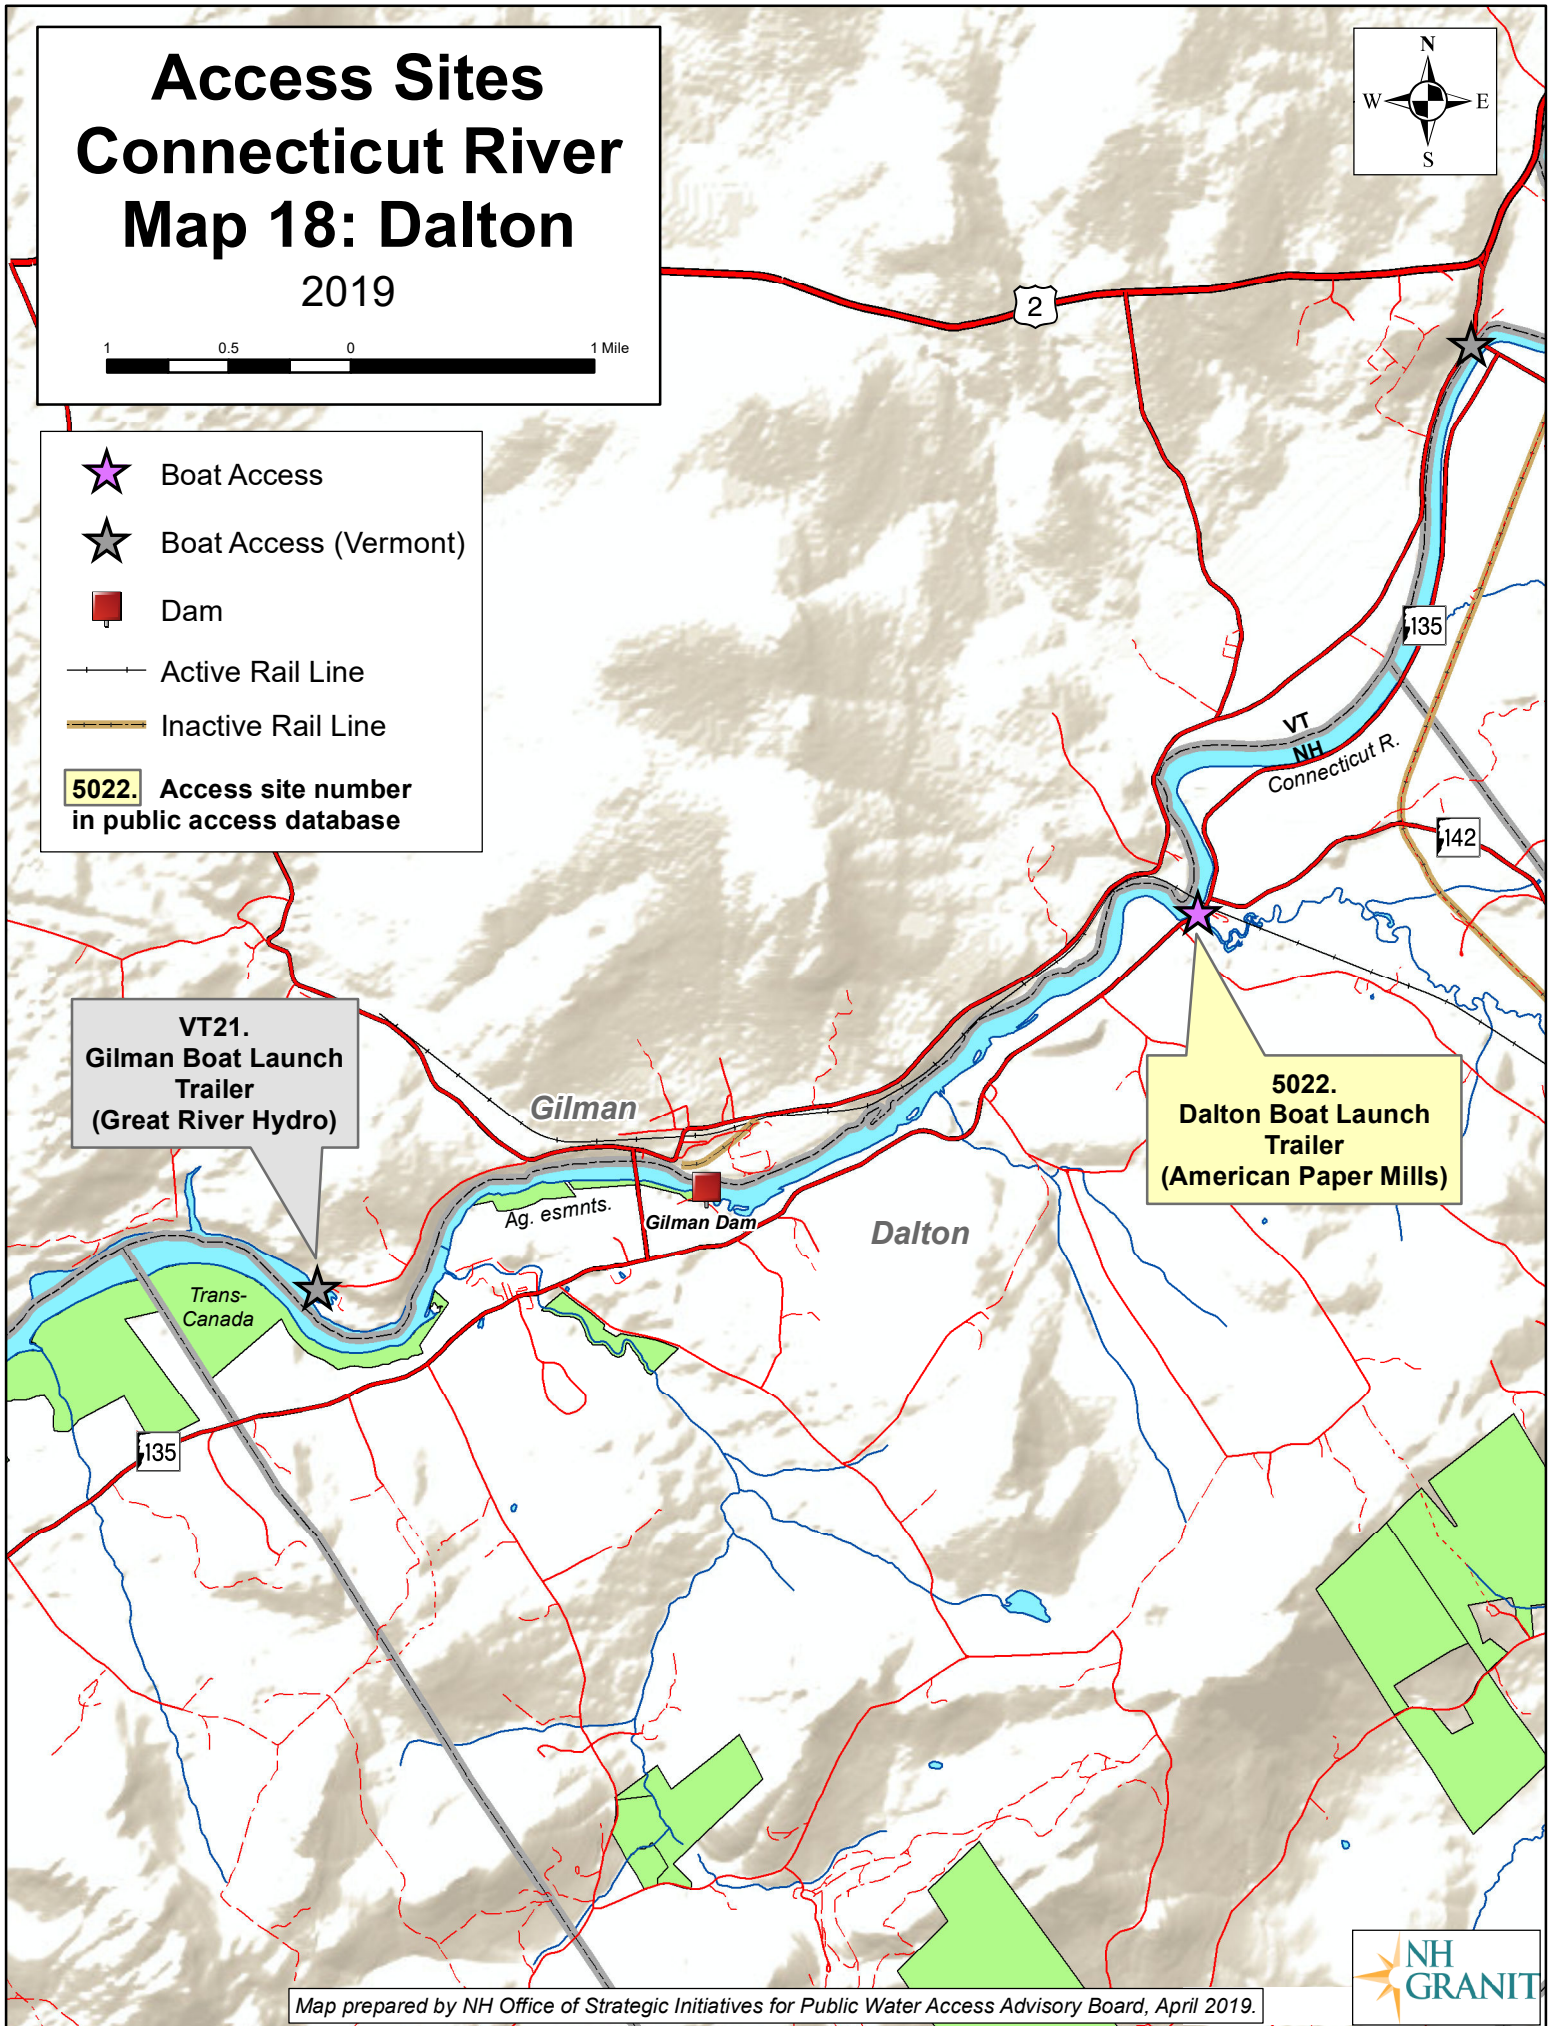 Access Sites
Connecticut River
Map 18: Dalton
2019
1 0.5 0 1 Mile
N
W E
S
2
Boat Access
Boat Access (Vermont)
Dam
Active Rail Line
Inactive Rail Line
5022. Access site number
in public access database
135
VT
NH
Connecticut R.
142
VT21.
Gilman Boat Launch
Trailer
(Great River Hydro)
Gilman
5022.
Dalton Boat Launch
Trailer
(American Paper Mills)
Ag. esmnts.
Gilman Dam
Dalton
Trans-
Canada
135
NH
GRANIT
Map prepared by NH Office of Strategic Initiatives for Public Water Access Advisory Board, April 2019.